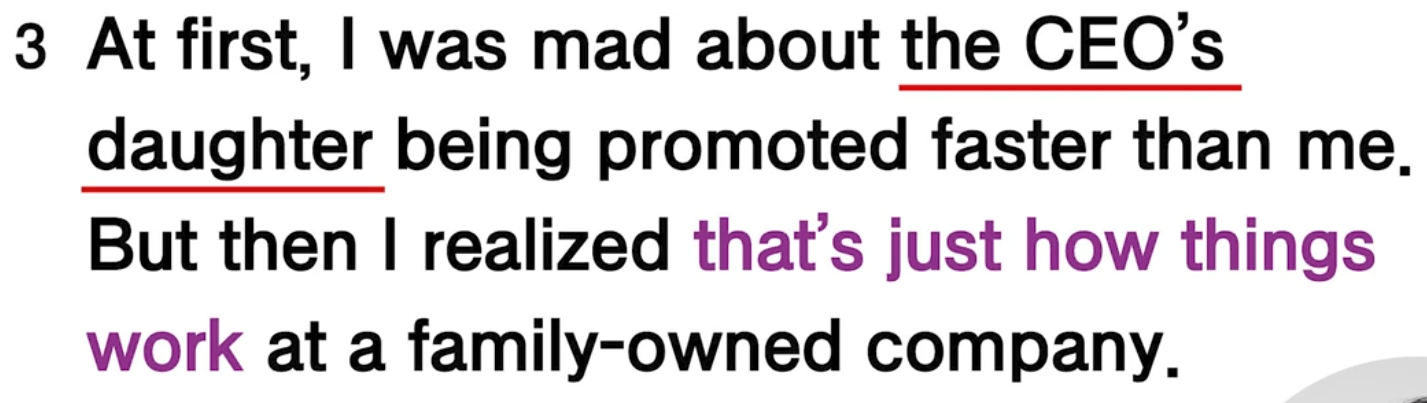 3 At first, I was mad about the CEO’s
daughter being promoted faster than me.
But then I realized that’s just how things
work at a family-owned company.